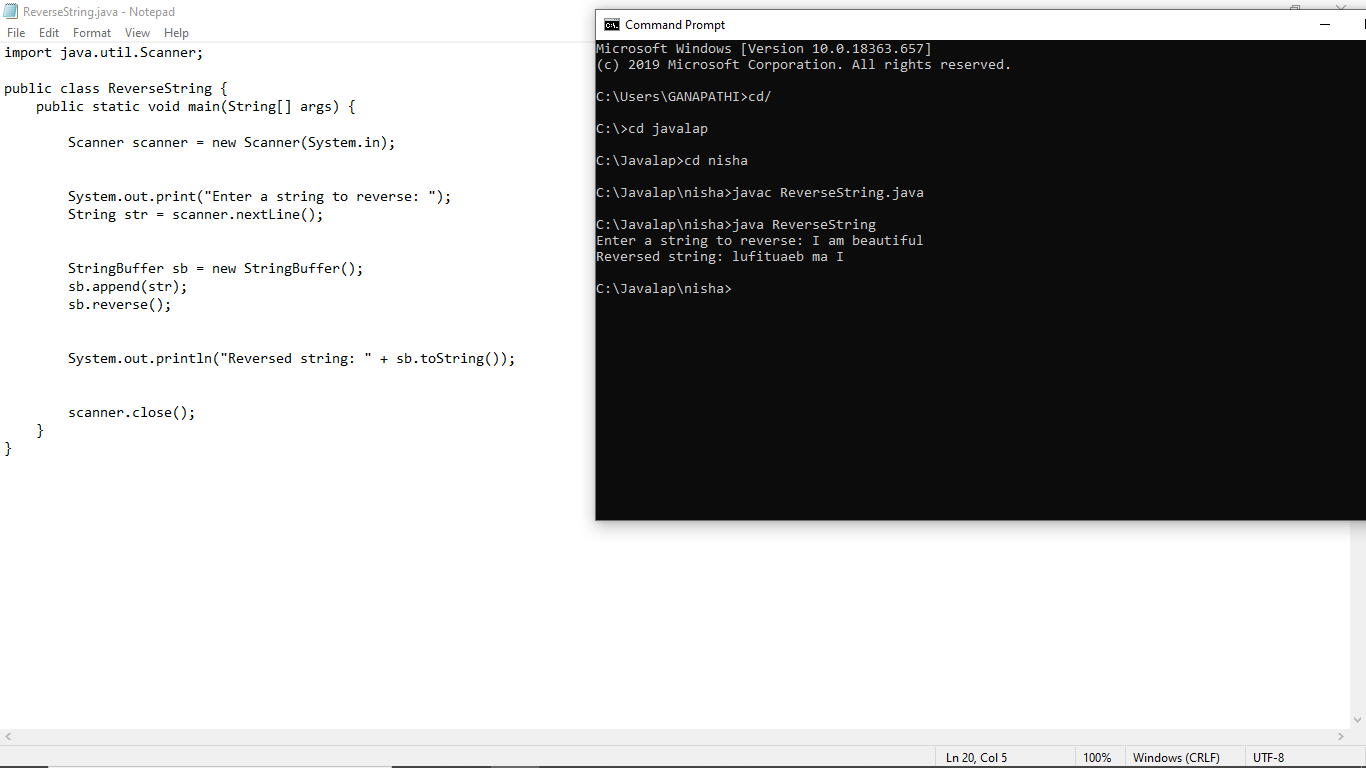 ReverseString.java - Notepad
File Edit Format View Help
import java.util.Scanner;
public class ReverseString {
public static void main(String[] args) {
Scanner scanner = new Scanner(System.in);
System.out.print("Enter a string to reverse: ");
String str = scanner.nextLine();
StringBuffer sb = new StringBuffer();
sb.append(str);
sb.reverse();
System.out.println("Reversed string: " + sb.toString());
scanner.close();
}
}
Command Prompt
Microsoft Windows [Version 10.0.18363.657]
(c) 2019 Microsoft Corporation. All rights reserved.
C:\Users\GANAPATHI>cd/
C:\>cd javalap
C:\Javalap>cd nisha
C:\Javalap\nisha>javac ReverseString.java
C:\Javalap\nisha>java ReverseString
Enter a string to reverse: I am beautiful
Reversed string: lufituaeb ma I
C:\Javalap\nisha>
Ln 20, Col 5 100% Windows (CRLF) UTF-8